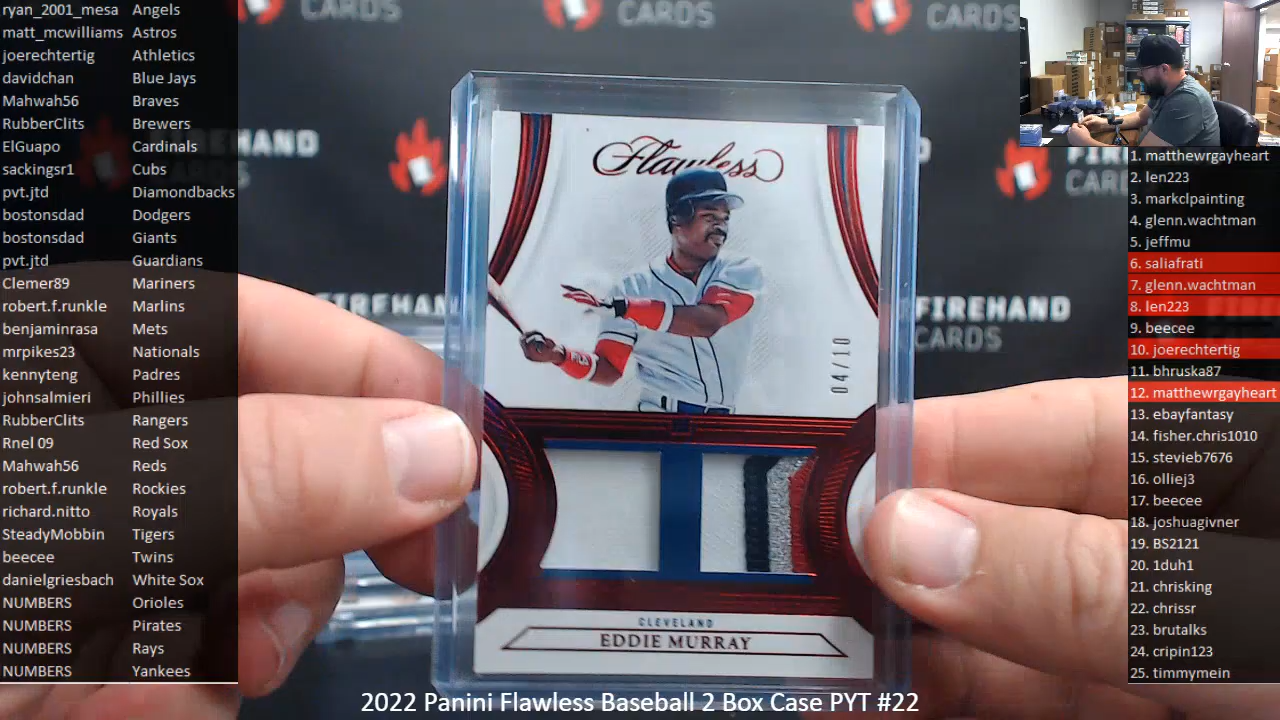 ryan_2001_mesa Angels
matt_mcwilliams Astros
joerechtertig Athletics
davidchan Blue Jays
Mahwah56 Braves
RubberClits Brewers
ElGuapo Cardinals
sackingsr1 Cubs
pvt.jtd Diamondbacks
bostonsdad Dodgers
bostonsdad Giants
pvt.jtd Guardians
Clemer89 Mariners
robert.f.runkle Marlins
benjaminrasa Mets
mrpikes23 Nationals
kennyteng Padres
johnsalmieri Phillies
RubberClits Rangers
Rnel 09 Red Sox
Mahwah56 Reds
robert.f.runkle Rockies
richard.nitto Royals
SteadyMobbin Tigers
beecee Twins
danielgriesbach White Sox
NUMBERS Orioles
NUMBERS Pirates
NUMBERS Rays
NUMBERS Yankees
CARDS
CARDS
CARDS
FIREHAND
FIREHAND
CARDS
Flawless
04/10
CLEVELAND
EDDIE MURRAY
1. matthewrgayheart
2. len223
3. markclpainting
4. glenn.wachtman
5. jeffmu
6. saliafrati
7. glenn.wachtman
8. len223
9. beecee
10. joerechtertig
11. bhruska87
12. matthewrgayheart
13. ebayfantasy
14. fisher.chris1010
15. stevieb7676
16. olliej3
17. beecee
18. joshuagivner
19. BS2121
20. 1duh1
21. chrisking
22. chrissr
23. brutalks
24. cripin123
25. timmymein
2022 Panini Flawless Baseball 2 Box Case PYT #22